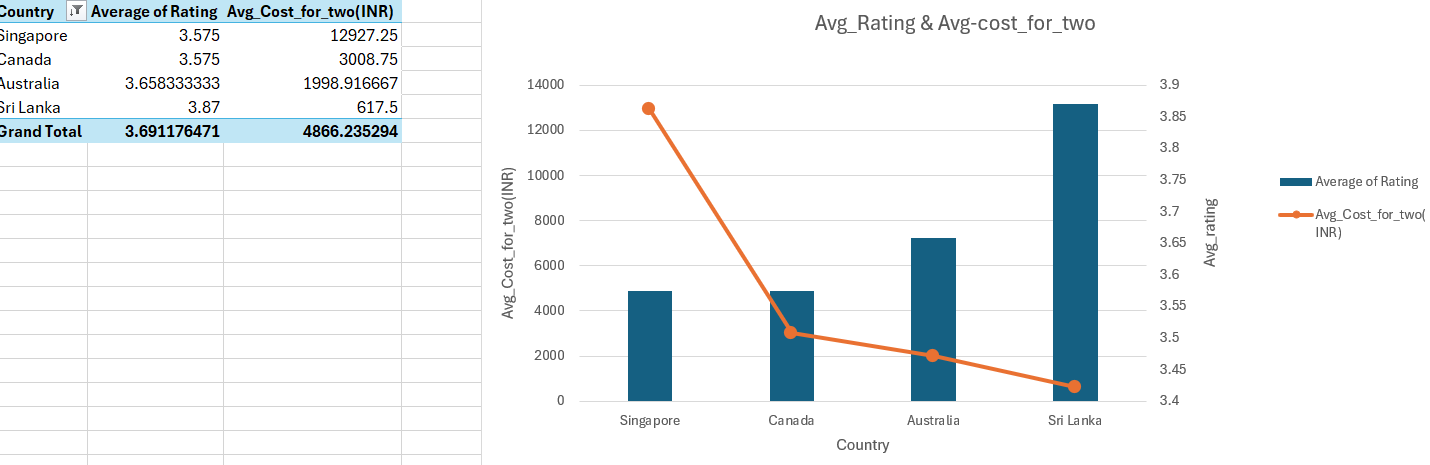 Country Average of Rating Avg_Cost_for_two(INR)
Singapore 3.575 12927.25
Canada 3.575 3008.75
Australia 3.658333333 1998.916667
Sri Lanka 3.87 617.5
Grand Total 3.691176471 4866.235294
Avg_Rating & Avg-cost_for_two
Avg_Cost_for_two(INR)
14000
12000
10000
8000
6000
4000
2000
0
Singapore Canada Australia Sri Lanka
Country
3.9
3.85
3.8
3.75
3.7
3.65
3.6
3.55
3.5
3.45
3.4
Avg_rating
Average of Rating
Avg_Cost_for_two(
INR)